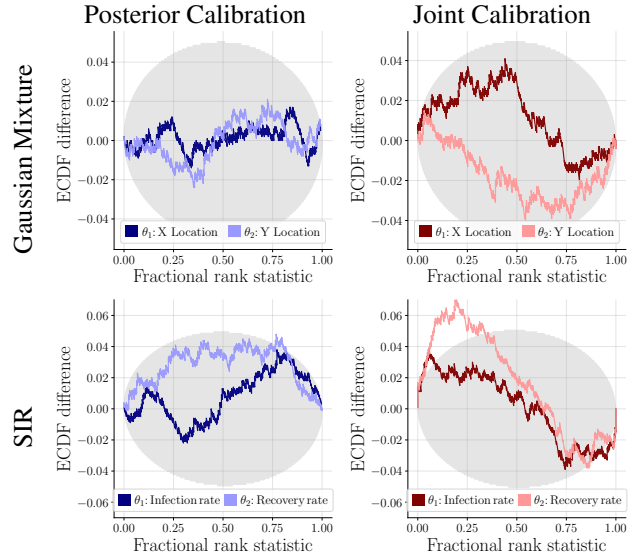 Posterior Calibration
Joint Calibration
Gaussian Mixture
ECDF difference
0.04
0.02
0.00
−0.02
−0.04
θ₁: X Location
θ₂: Y Location
0.00 0.25 0.50 0.75 1.00
Fractional rank statistic
ECDF difference
0.04
0.02
0.00
−0.02
−0.04
θ₁: X Location
θ₂: Y Location
0.00 0.25 0.50 0.75 1.00
Fractional rank statistic
SIR
ECDF difference
0.06
0.04
0.02
0.00
−0.02
−0.04
−0.06
θ₁: Infection rate
θ₂: Recovery rate
0.00 0.25 0.50 0.75 1.00
Fractional rank statistic
ECDF difference
0.06
0.04
0.02
0.00
−0.02
−0.04
−0.06
θ₁: Infection rate
θ₂: Recovery rate
0.00 0.25 0.50 0.75 1.00
Fractional rank statistic